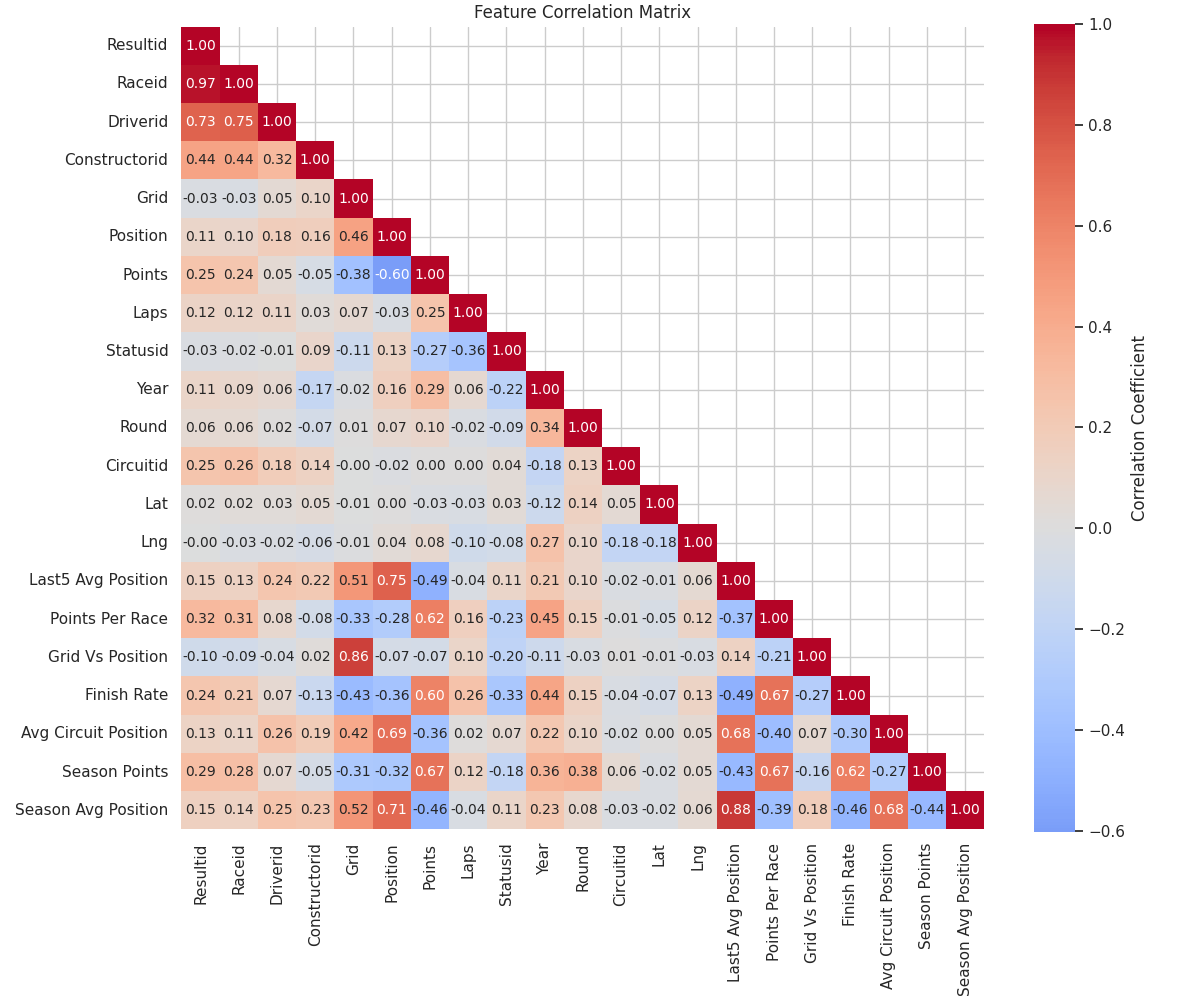 Feature Correlation Matrix
Resultid 1.00
Raceid 0.97 1.00
Driverid 0.73 0.75 1.00
Constructorid 0.44 0.44 0.32 1.00
Grid -0.03 -0.03 0.05 0.10 1.00
Position 0.11 0.10 0.18 0.16 0.46 1.00
Points 0.25 0.24 0.05 -0.05 -0.38 -0.60 1.00
Laps 0.12 0.12 0.11 0.03 0.07 -0.03 0.25 1.00
Statusid -0.03 -0.02 -0.01 0.09 -0.11 0.13 -0.27 -0.36 1.00
Year 0.11 0.09 0.06 -0.17 -0.02 0.16 0.29 0.06 -0.22 1.00
Round 0.06 0.06 0.02 -0.07 0.01 0.07 0.10 -0.02 -0.09 0.34 1.00
Circuitid 0.25 0.26 0.18 0.14 -0.00 -0.02 0.00 0.00 0.04 -0.18 0.13 1.00
Lat 0.02 0.02 0.03 0.05 -0.01 0.00 -0.03 -0.03 0.03 -0.12 0.14 0.05 1.00
Lng -0.00 -0.03 -0.02 -0.06 -0.01 0.04 0.08 -0.10 -0.08 0.27 0.10 -0.18 -0.18 1.00
Last5 Avg Position 0.15 0.13 0.24 0.22 0.51 0.75 -0.49 -0.04 0.11 0.21 0.10 -0.02 -0.01 0.06 1.00
Points Per Race 0.32 0.31 0.08 -0.08 -0.33 -0.28 0.62 0.16 -0.23 0.45 0.15 -0.01 -0.05 0.12 -0.37 1.00
Grid Vs Position -0.10 -0.09 -0.04 0.02 0.86 -0.07 -0.07 0.10 -0.20 -0.11 -0.03 0.01 -0.01 -0.03 0.14 -0.21 1.00
Finish Rate 0.24 0.21 0.07 -0.13 -0.43 -0.36 0.60 0.26 -0.33 0.44 0.15 -0.04 -0.07 0.13 -0.49 0.67 -0.27 1.00
Avg Circuit Position 0.13 0.11 0.26 0.19 0.42 0.69 -0.36 0.02 0.07 0.22 0.10 -0.02 0.00 0.05 0.68 -0.40 0.07 -0.30 1.00
Season Points 0.29 0.28 0.07 -0.05 -0.31 -0.32 0.67 0.12 -0.18 0.36 0.38 0.06 -0.02 0.05 -0.43 0.67 -0.16 0.62 -0.27 1.00
Season Avg Position 0.15 0.14 0.25 0.23 0.52 0.71 -0.46 -0.04 0.11 0.23 0.08 -0.03 -0.02 0.06 0.88 -0.39 0.18 -0.46 0.68 -0.44 1.00
Resultid
Raceid
Driverid
Constructorid
Grid
Position
Points
Laps
Statusid
Year
Round
Circuitid
Lat
Lng
Last5 Avg Position
Points Per Race
Grid Vs Position
Finish Rate
Avg Circuit Position
Season Points
Season Avg Position
1.0
0.8
0.6
0.4
0.2
0.0
−0.2
−0.4
−0.6
Correlation Coefficient